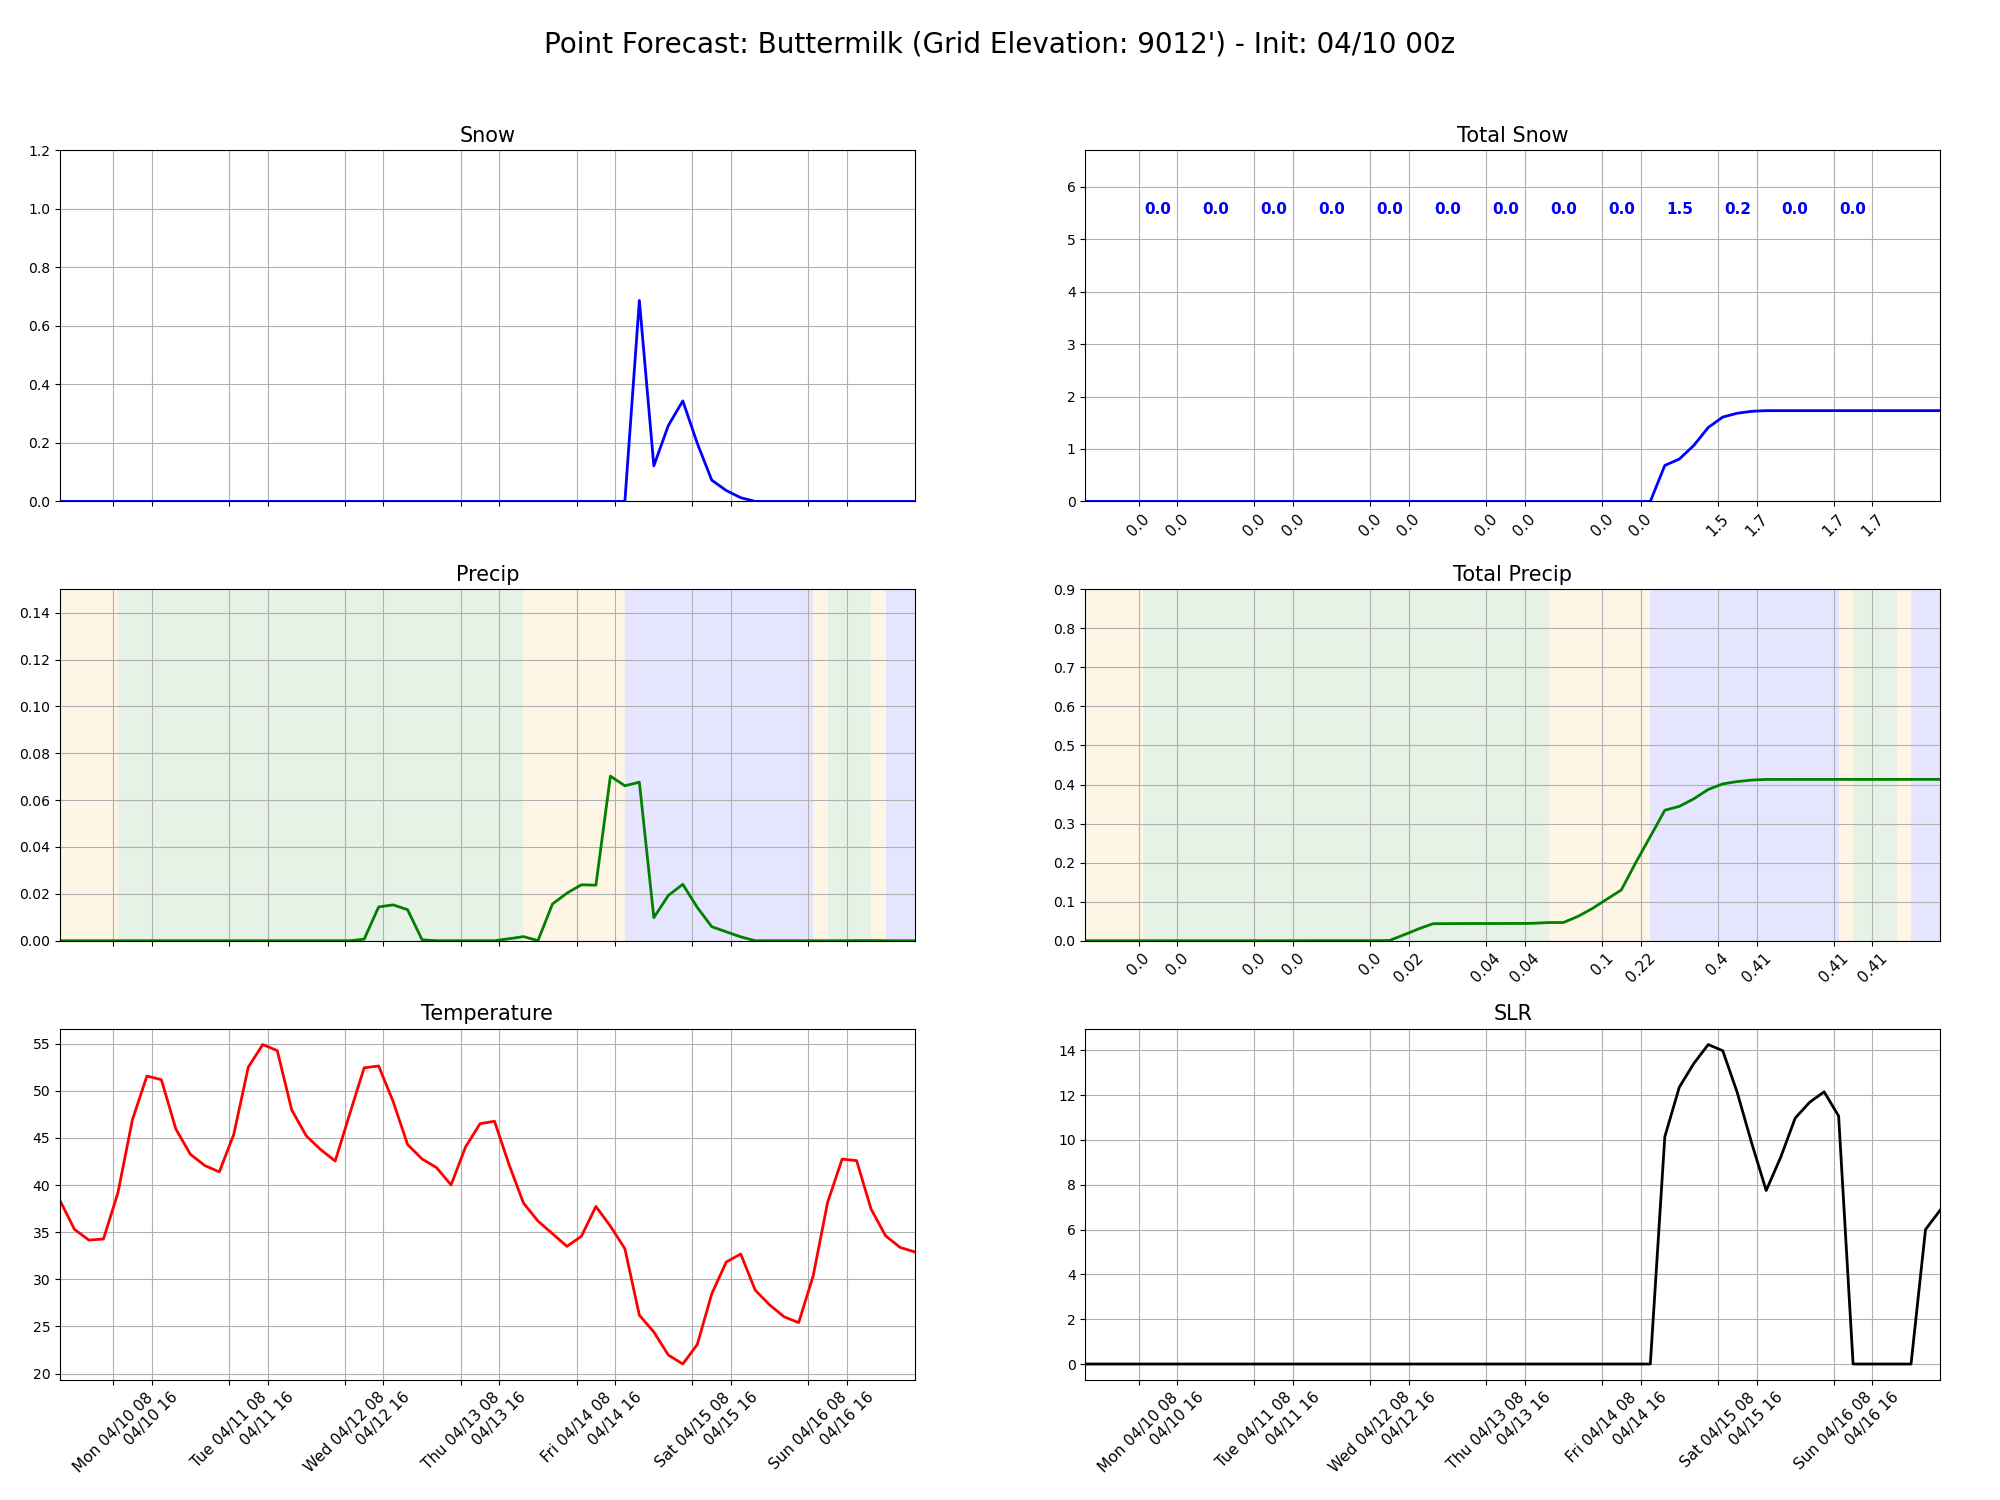 Point Forecast: Buttermilk (Grid Elevation: 9012') - Init: 04/10 00z
Snow
1.2
1.0
0.8
0.6
0.4
0.2
0.0
Total Snow
6
5
4
3
2
1
0
0.0 0.0 0.0 0.0 0.0 0.0 0.0 0.0 0.0 1.5 0.2 0.0 0.0
0.0 0.0 0.0 0.0 0.0 0.0 0.0 0.0 0.0 0.0 1.5 1.7 1.7 1.7
Precip
0.14
0.12
0.10
0.08
0.06
0.04
0.02
0.00
Total Precip
0.9
0.8
0.7
0.6
0.5
0.4
0.3
0.2
0.1
0.0
0.0 0.0 0.0 0.0 0.0 0.02 0.04 0.04 0.1 0.22 0.4 0.41 0.41 0.41
Temperature
55
50
45
40
35
30
25
20
Mon 04/10 08
04/10 16
Tue 04/11 08
04/11 16
Wed 04/12 08
04/12 16
Thu 04/13 08
04/13 16
Fri 04/14 08
04/14 16
Sat 04/15 08
04/15 16
Sun 04/16 08
04/16 16
SLR
14
12
10
8
6
4
2
0
Mon 04/10 08
04/10 16
Tue 04/11 08
04/11 16
Wed 04/12 08
04/12 16
Thu 04/13 08
04/13 16
Fri 04/14 08
04/14 16
Sat 04/15 08
04/15 16
Sun 04/16 08
04/16 16